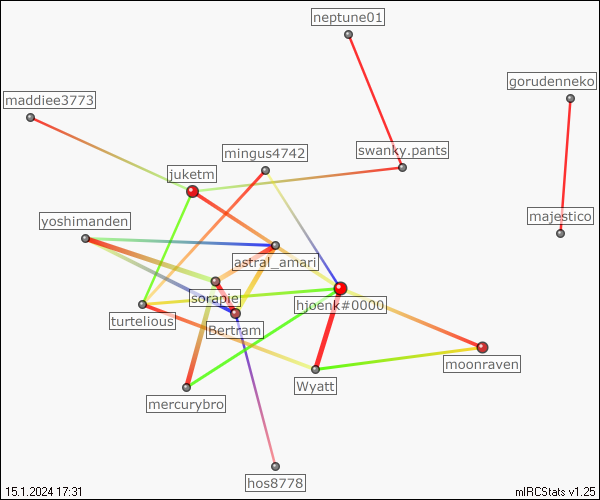 neptune01
gorudenneko
maddiee3773
swanky.pants
mingus4742
juketm
yoshimanden
majestico
astral_amari
sorapie
hjoenk#0000
turtelious
Bertram
moonraven
Wyatt
mercurybro
hos8778
15.1.2024 17:31
mIRCStats v1.25